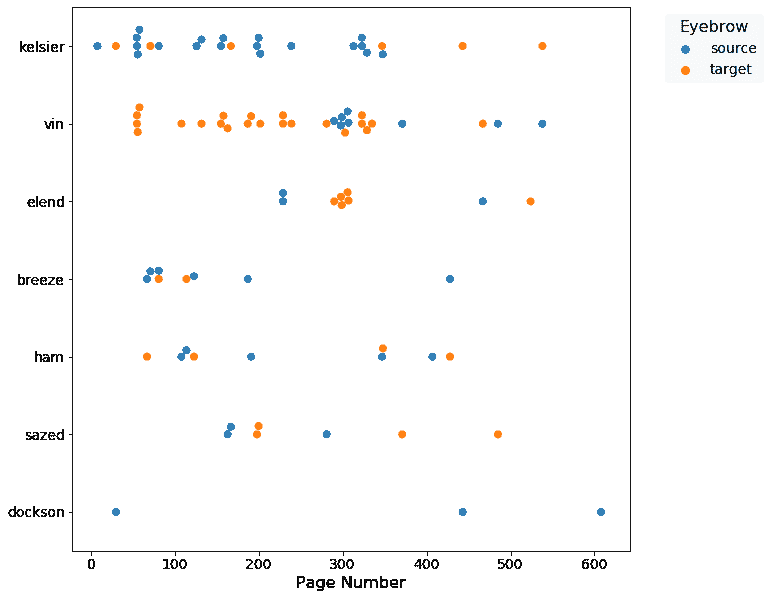 Eyebrow
source
target
kelsier
vin
elend
breeze
ham
sazed
dockson
0 100 200 300 400 500 600
Page Number